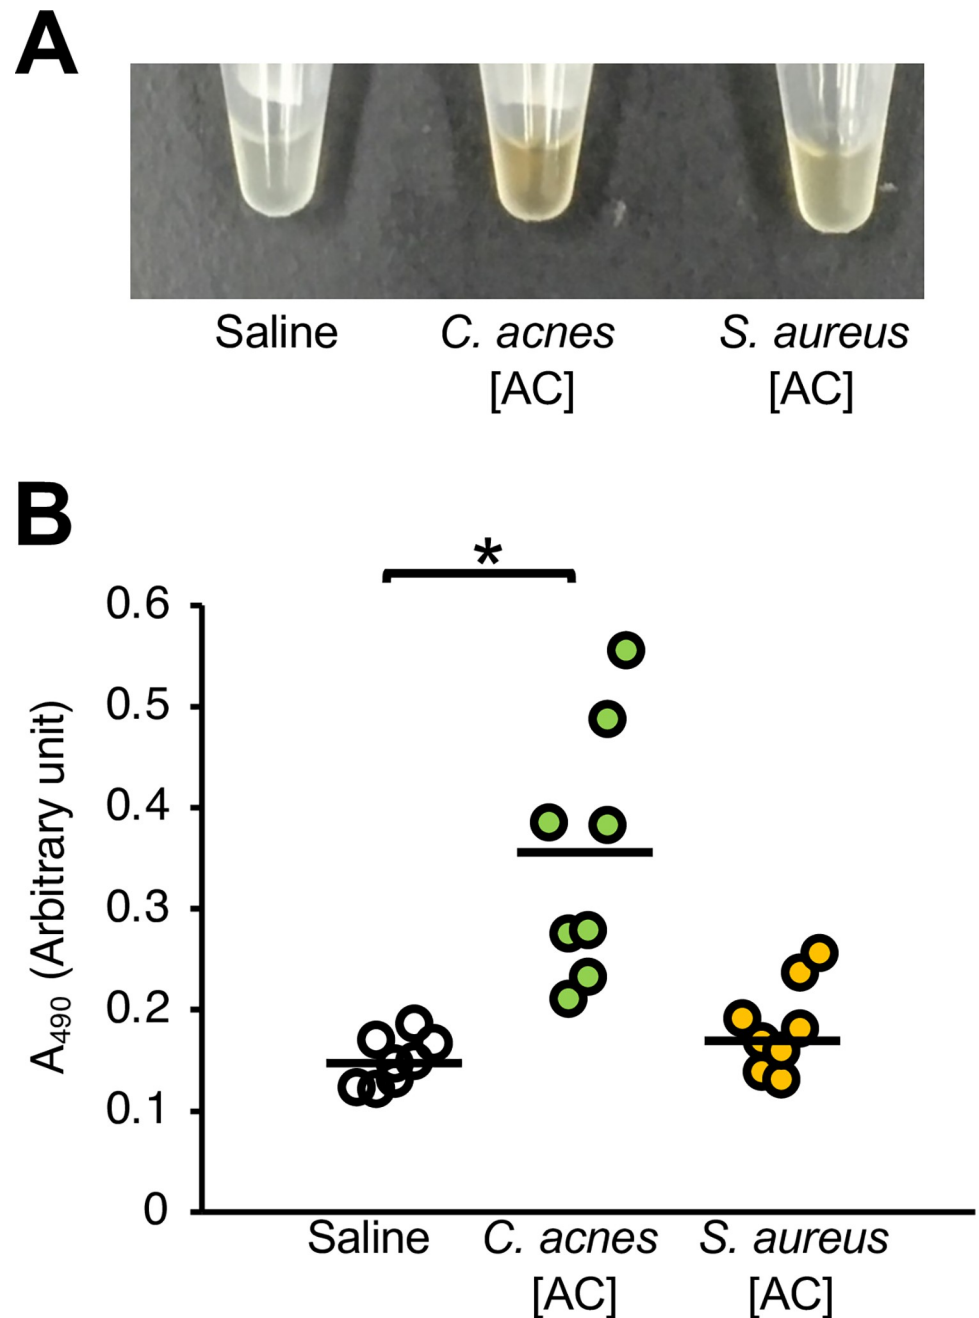 A
Saline C. acnes S. aureus
[AC] [AC]
B
*
0.6
0.5
0.4
0.3
0.2
0.1
0
A490 (Arbitrary unit)
Saline C. acnes S. aureus
[AC] [AC]